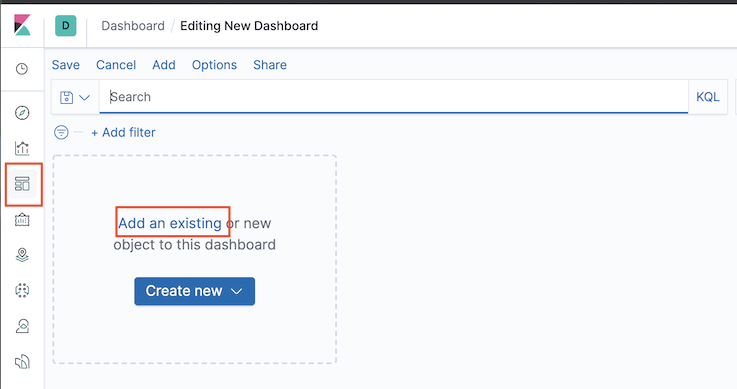 D Dashboard / Editing New Dashboard
Save Cancel Add Options Share
Search KQL
+ Add filter
Add an existing or new
object to this dashboard
Create new